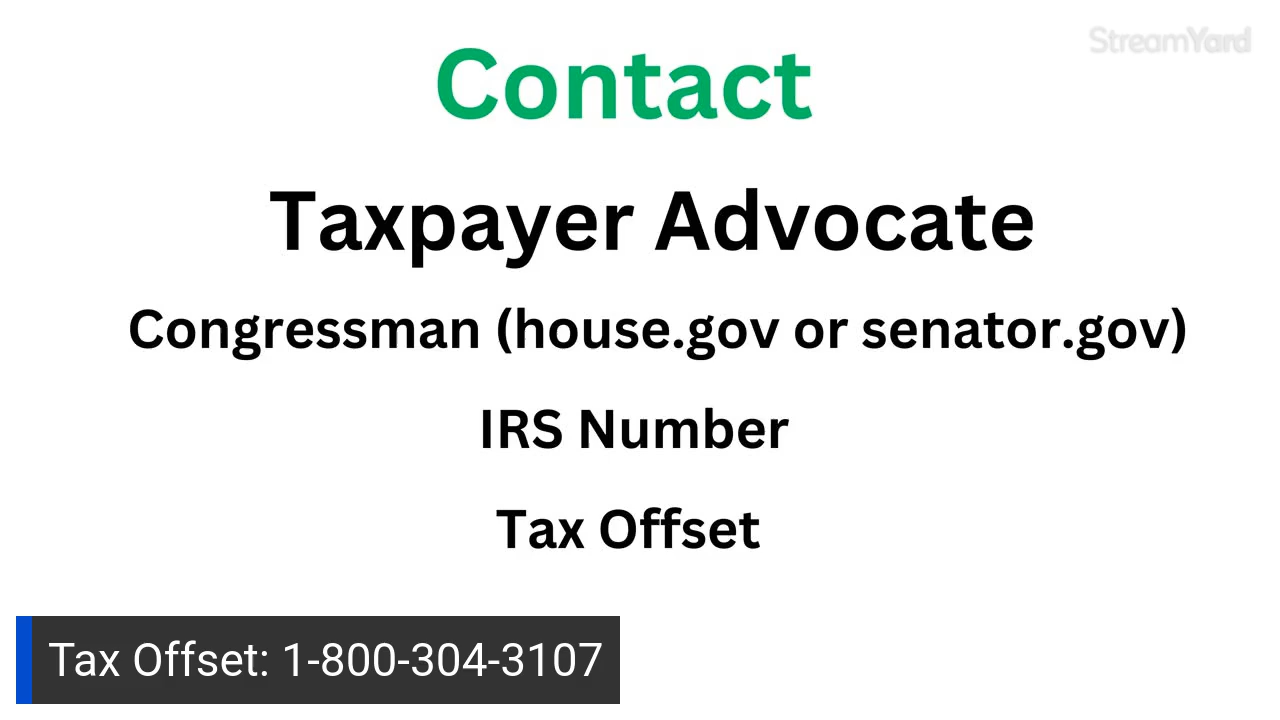 StreamYard
Contact
Taxpayer Advocate
Congressman (house.gov or senator.gov)
IRS Number
Tax Offset
Tax Offset: 1-800-304-3107